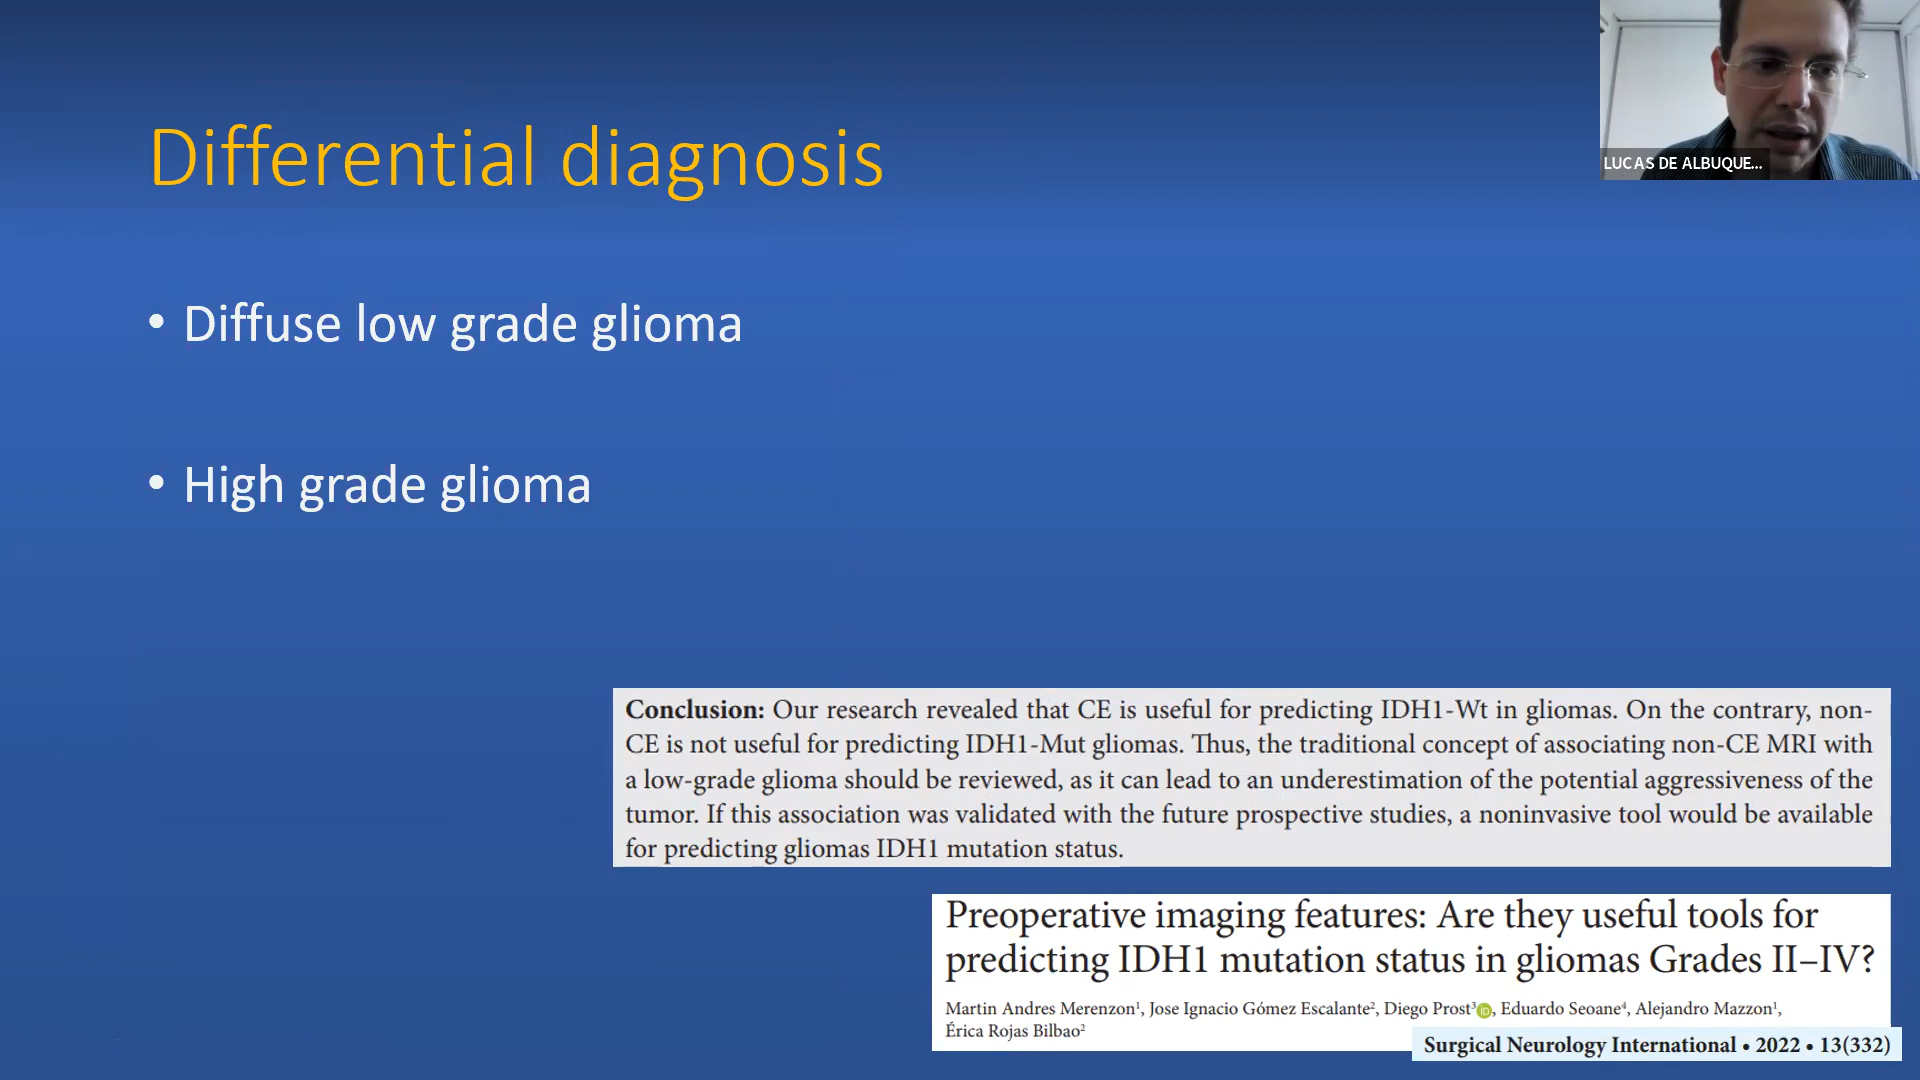 Differential diagnosis
LUCAS DE ALBUQUE...
• Diffuse low grade glioma
• High grade glioma
Conclusion: Our research revealed that CE is useful for predicting IDH1-Wt in gliomas. On the contrary, non-
CE is not useful for predicting IDH1-Mut gliomas. Thus, the traditional concept of associating non-CE MRI with
a low-grade glioma should be reviewed, as it can lead to an underestimation of the potential aggressiveness of the
tumor. If this association was validated with the future prospective studies, a noninvasive tool would be available
for predicting gliomas IDH1 mutation status.
Preoperative imaging features: Are they useful tools for
predicting IDH1 mutation status in gliomas Grades II–IV?
Martin Andres Merenzon¹, Jose Ignacio Gómez Escalante², Diego Prost³ iD, Eduardo Seoane⁴, Alejandro Mazzon¹,
Érica Rojas Bilbao²
Surgical Neurology International • 2022 • 13(332)